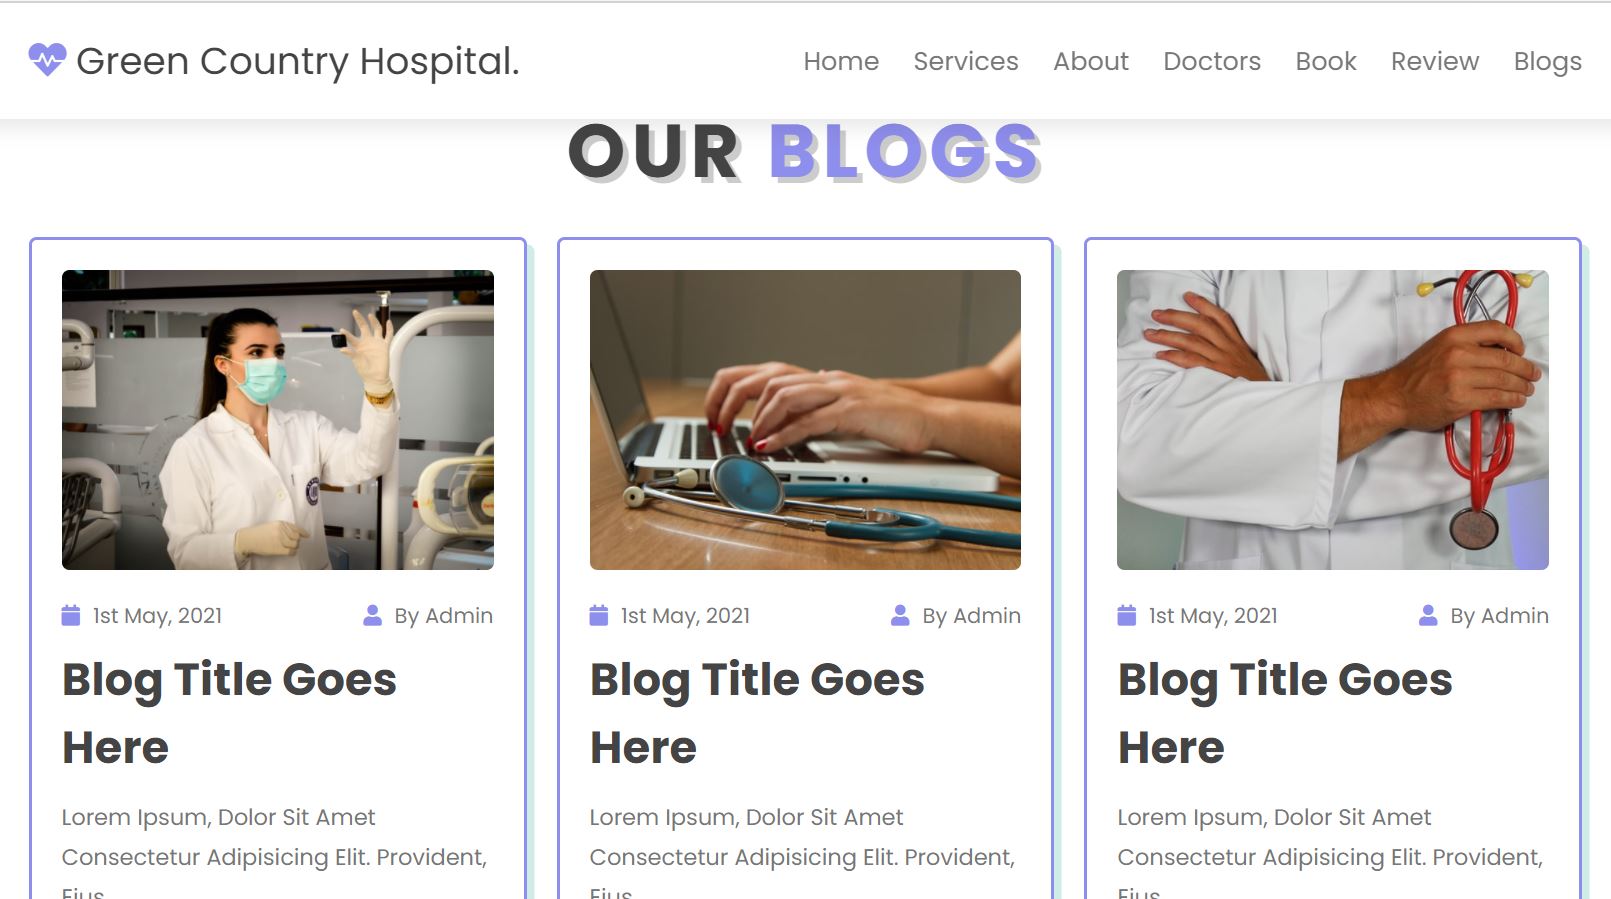 Green Country Hospital.
Home Services About Doctors Book Review Blogs
OUR BLOGS
1st May, 2021 By Admin
Blog Title Goes
Here
Lorem Ipsum, Dolor Sit Amet
Consectetur Adipisicing Elit. Provident,
Eius
1st May, 2021 By Admin
Blog Title Goes
Here
Lorem Ipsum, Dolor Sit Amet
Consectetur Adipisicing Elit. Provident,
Eius
1st May, 2021 By Admin
Blog Title Goes
Here
Lorem Ipsum, Dolor Sit Amet
Consectetur Adipisicing Elit. Provident,
Eius